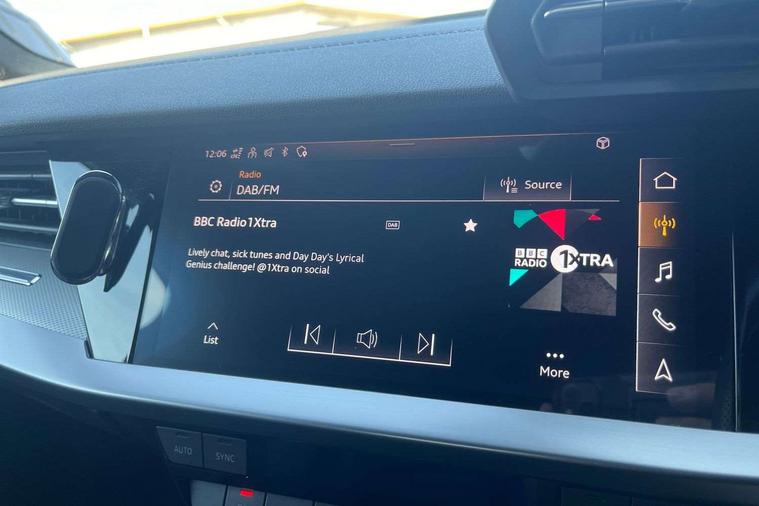 12:06
Radio
DAB/FM
Source
BBC Radio 1Xtra
DAB
Lively chat, sick tunes and Day Day's Lyrical
Genius challenge! @1Xtra on social
BBC
RADIO
1XTRA
List
More
AUTO
SYNC